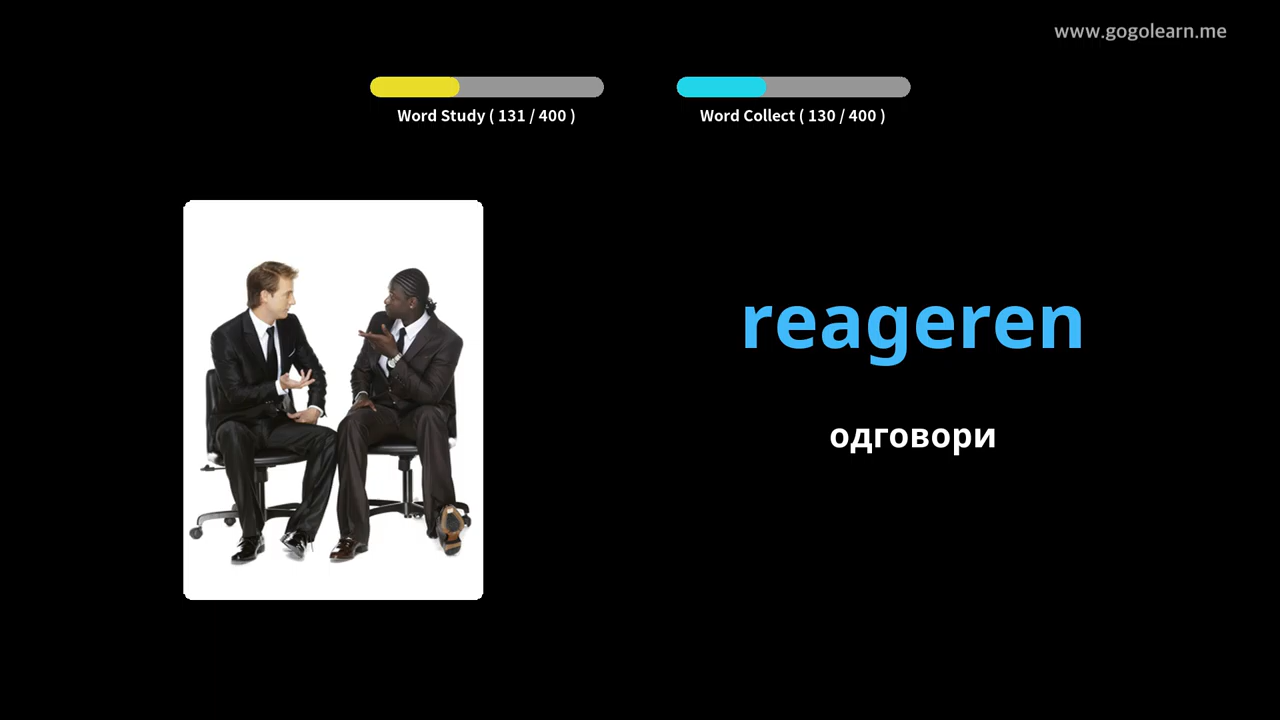 www.gogolearn.me
Word Study ( 131 / 400 )
Word Collect ( 130 / 400 )
reageren
одговори